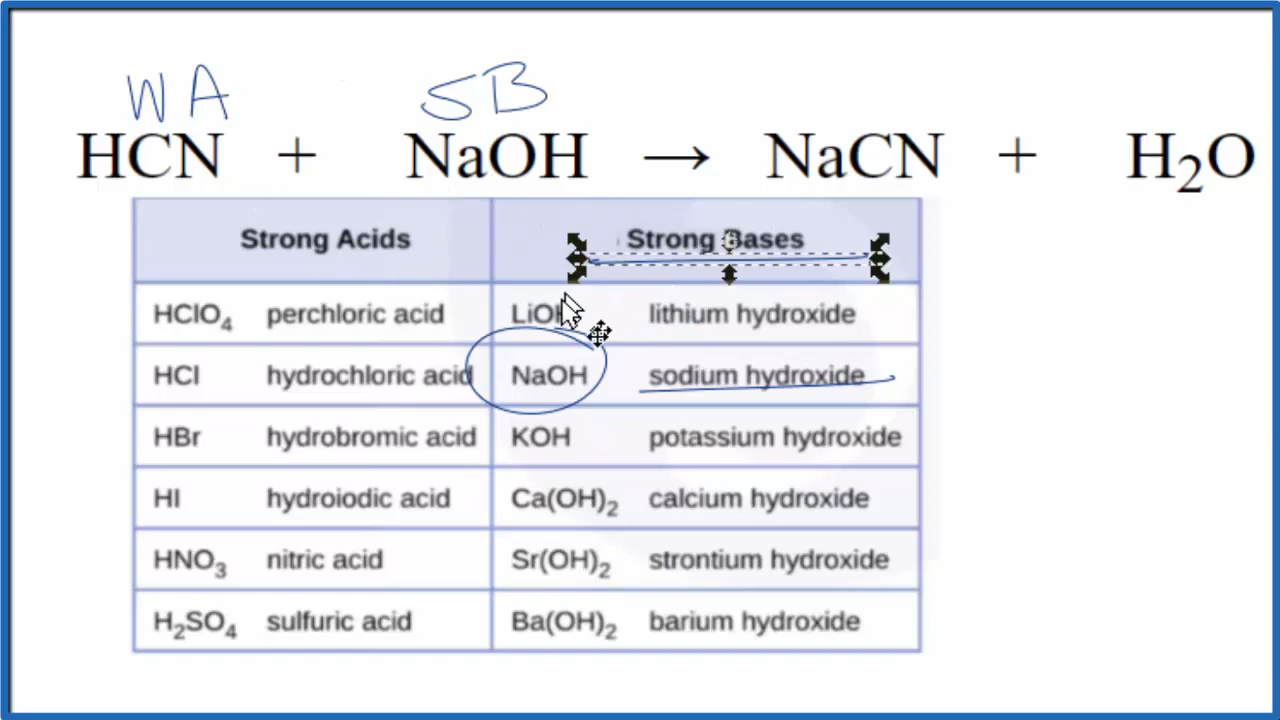 WA SB
HCN + NaOH → NaCN + H₂O
Strong Acids Strong Bases
HClO₄ perchloric acid LiOH lithium hydroxide
HCl hydrochloric acid NaOH sodium hydroxide
HBr hydrobromic acid KOH potassium hydroxide
HI hydroiodic acid Ca(OH)₂ calcium hydroxide
HNO₃ nitric acid Sr(OH)₂ strontium hydroxide
H₂SO₄ sulfuric acid Ba(OH)₂ barium hydroxide